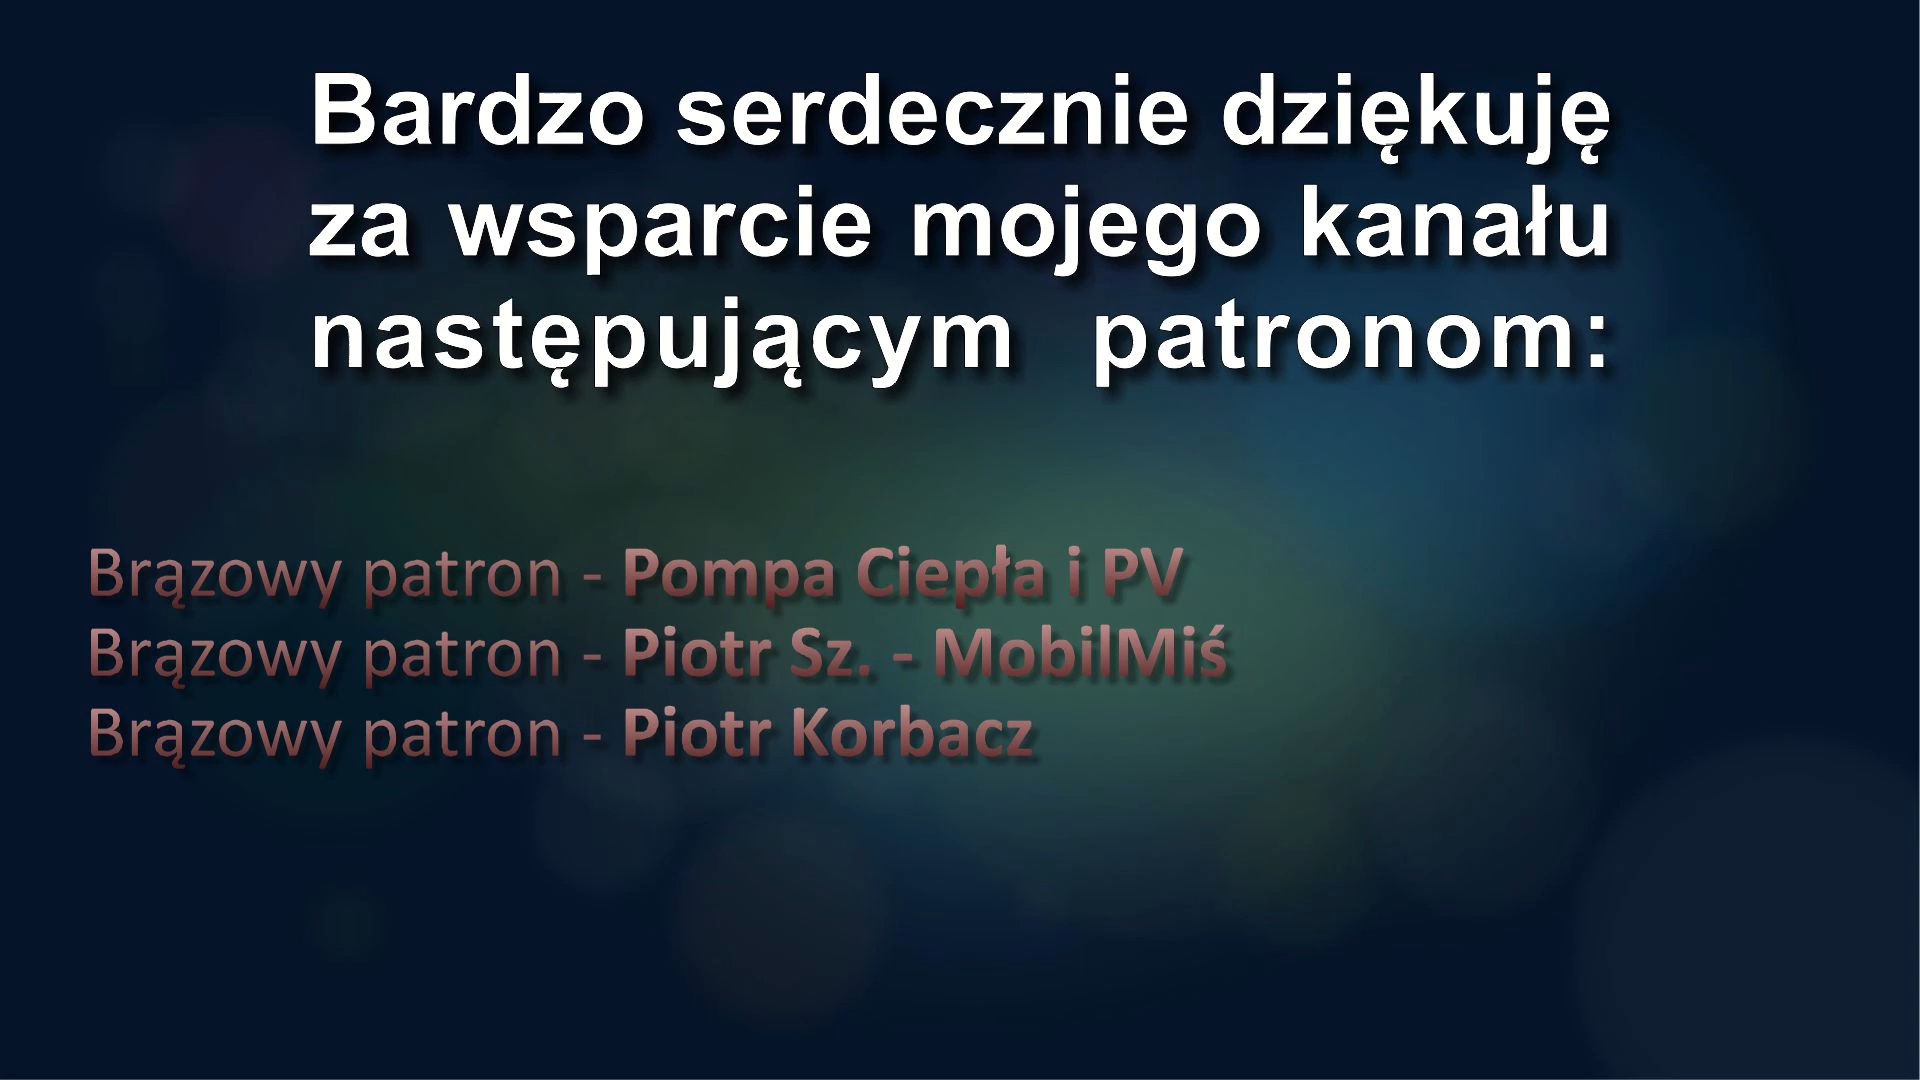 Bardzo serdecznie dziękuję
za wsparcie mojego kanału
następującym patronom:
Brązowy patron - Pompa Ciepła i PV
Brązowy patron - Piotr Sz. - MobilMiś
Brązowy patron - Piotr Korbacz